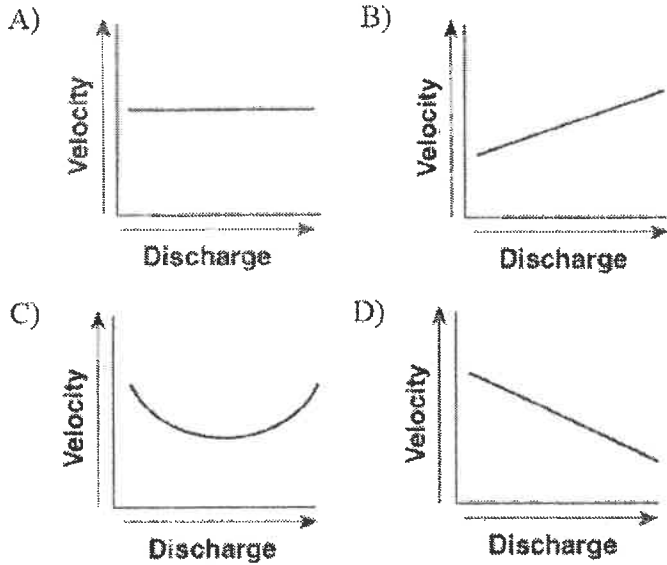 A)
Velocity
Discharge
B)
Velocity
Discharge
C)
Velocity
Discharge
D)
Velocity
Discharge